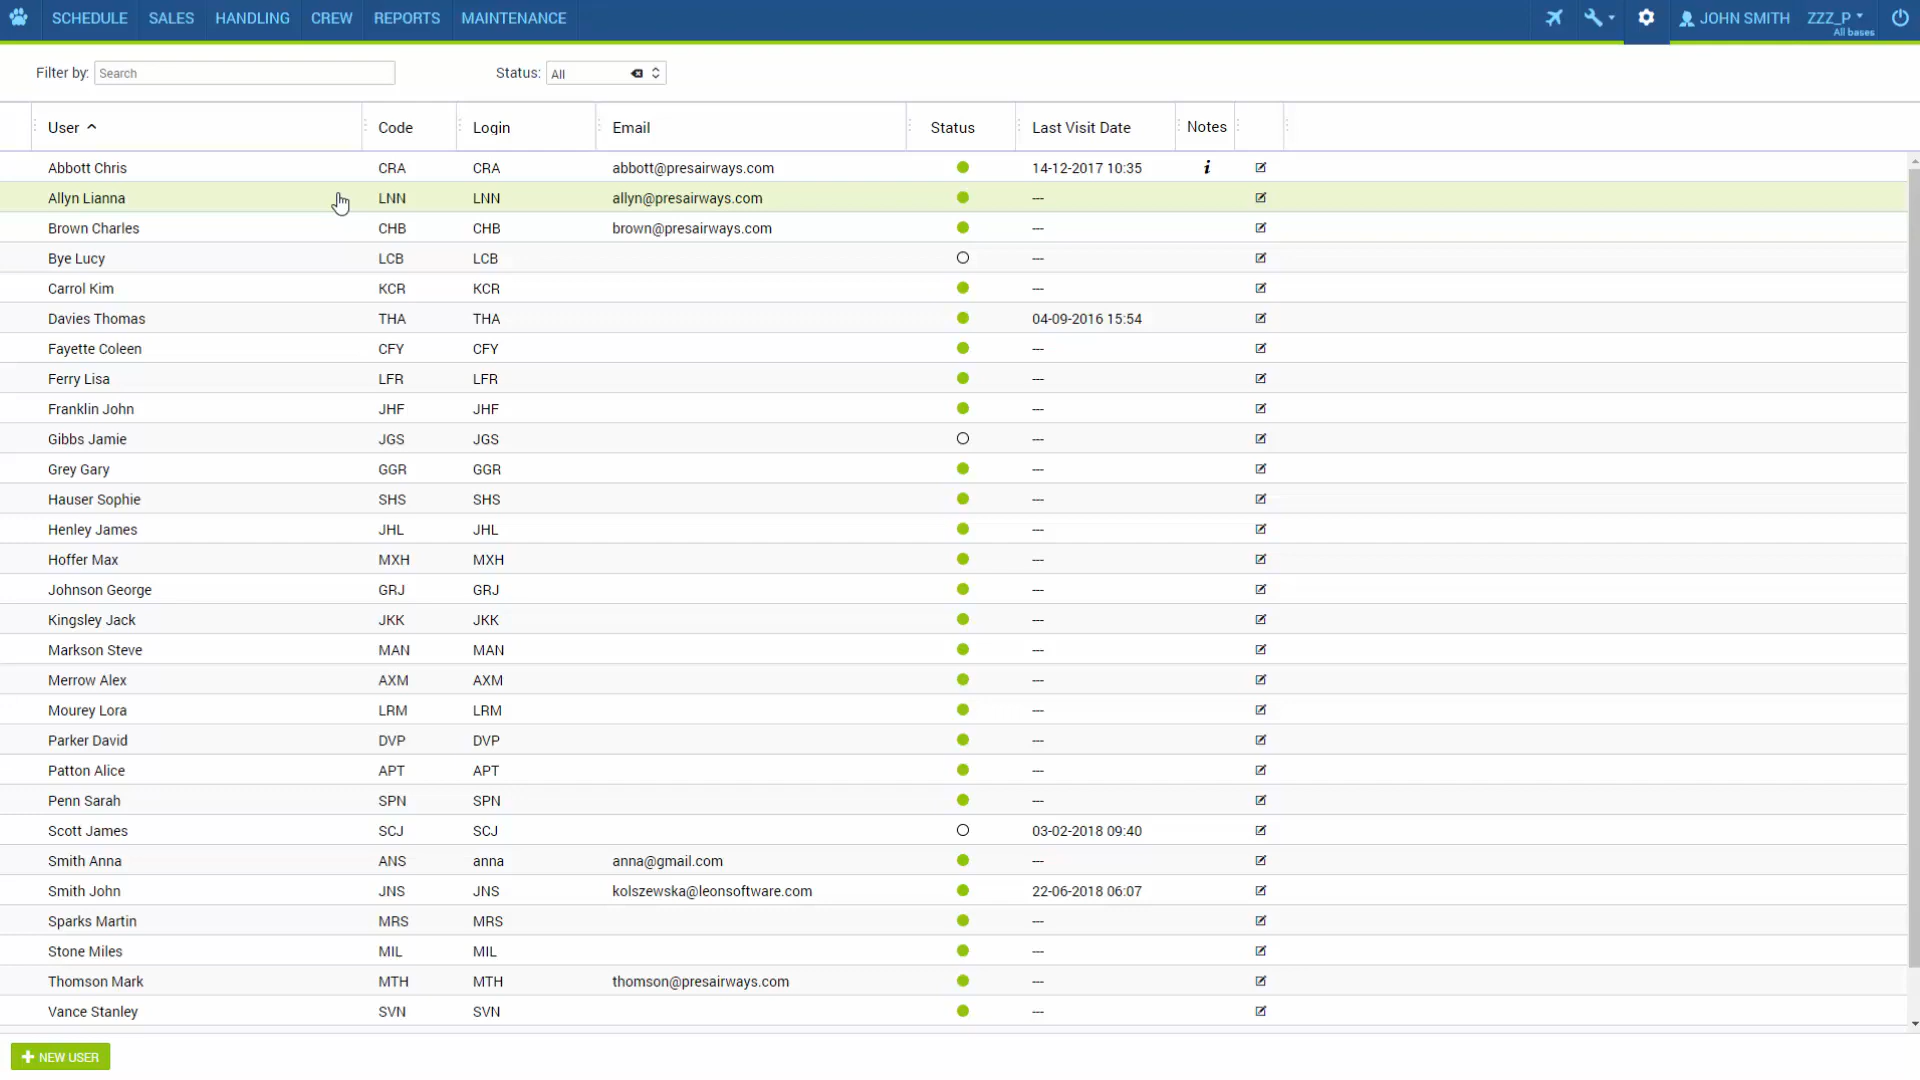 SCHEDULE SALES HANDLING CREW REPORTS MAINTENANCE JOHN SMITH ZZZ_P
All bases
Filter by: Search Status: All
User Code Login Email Status Last Visit Date Notes
Abbott Chris CRA CRA abbott@presairways.com 14-12-2017 10:35 i
Allyn Lianna LNN LNN allyn@presairways.com ---
Brown Charles CHB CHB brown@presairways.com ---
Bye Lucy LCB LCB ---
Carrol Kim KCR KCR ---
Davies Thomas THA THA 04-09-2016 15:54
Fayette Coleen CFY CFY ---
Ferry Lisa LFR LFR ---
Franklin John JHF JHF ---
Gibbs Jamie JGS JGS ---
Grey Gary GGR GGR ---
Hauser Sophie SHS SHS ---
Henley James JHL JHL ---
Hoffer Max MXH MXH ---
Johnson George GRJ GRJ ---
Kingsley Jack JKK JKK ---
Markson Steve MAN MAN ---
Merrow Alex AXM AXM ---
Mourey Lora LRM LRM ---
Parker David DVP DVP ---
Patton Alice APT APT ---
Penn Sarah SPN SPN ---
Scott James SCJ SCJ 03-02-2018 09:40
Smith Anna ANS anna anna@gmail.com ---
Smith John JNS JNS kolszewska@leonsoftware.com 22-06-2018 06:07
Sparks Martin MRS MRS ---
Stone Miles MIL MIL ---
Thomson Mark MTH MTH thomson@presairways.com ---
Vance Stanley SVN SVN ---
NEW USER